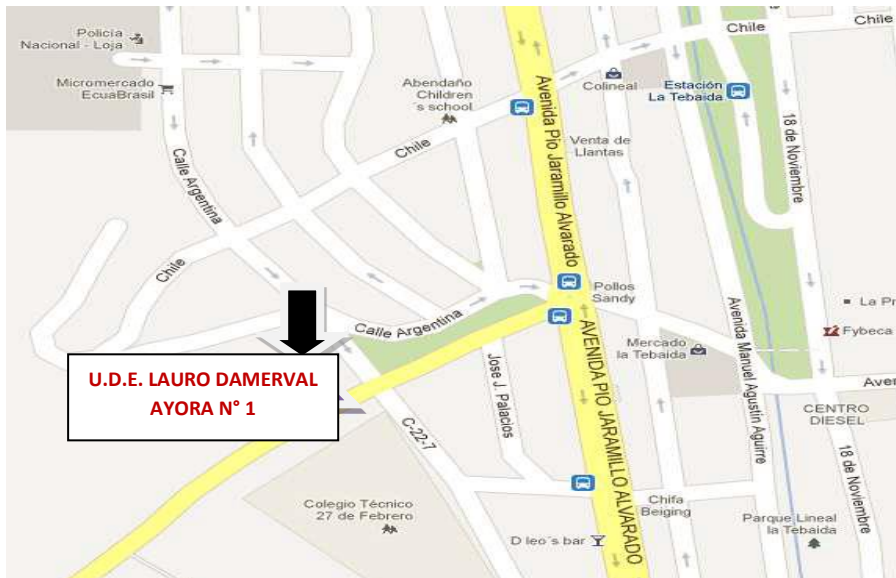 Policía
Nacional - Loja
Micromercado
EcuaBrasil
Abendaño
Children
´s school
Chile
Colineal
Estación
La Tebaida
Chile
Avenida Pío Jaramillo Alvarado
Venta de
Llantas
18 de Noviembre
Calle Argentina
Chile
Pollos
Sandy
La Pr
Fybeca
Calle Argentina
Mercado
la Tebaida
Avenida Manuel Agustín Aguirre
Aven
U.D.E. LAURO DAMERVAL
AYORA N° 1
Jose J. Palacios
AVENIDA PIO JARAMILLO ALVARADO
CENTRO
DIESEL
C-22-7
18 de Noviembre
Colegio Técnico
27 de Febrero
Chifa
Beiging
D leo´s bar
Parque Lineal
la Tebaida